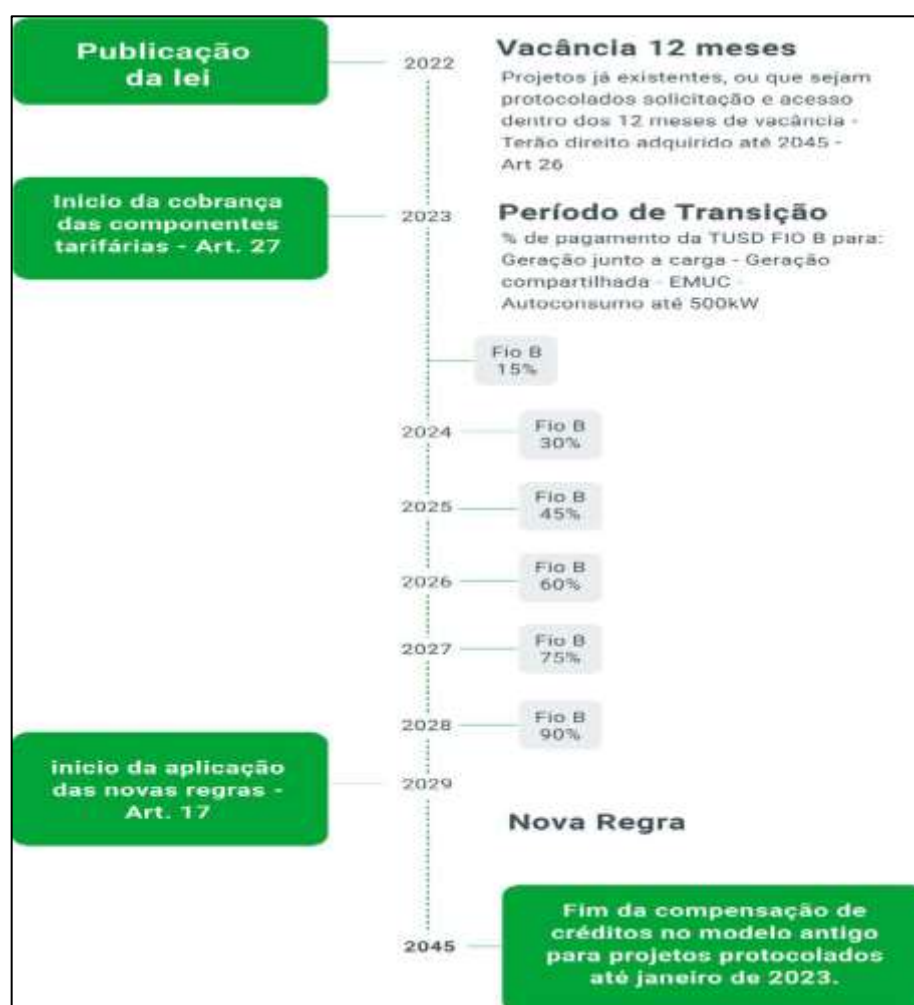 Publicação
da lei
2022
Vacância 12 meses
Projetos já existentes, ou que sejam
protocolados solicitação e acesso
dentro dos 12 meses de vacância -
Terão direito adquirido até 2045 -
Art 26
Inicio da cobrança
das componentes
tarifárias - Art. 27
2023
Período de Transição
% de pagamento da TUSD FIO B para:
Geração junto a carga - Geração
compartilhada - EMUC -
Autoconsumo até 500kW
Fio B
15%
2024
Fio B
30%
2025
Fio B
45%
2026
Fio B
60%
2027
Fio B
75%
2028
Fio B
90%
inicio da aplicação
das novas regras -
Art. 17
2029
Nova Regra
2045
Fim da compensação de
créditos no modelo antigo
para projetos protocolados
até janeiro de 2023.